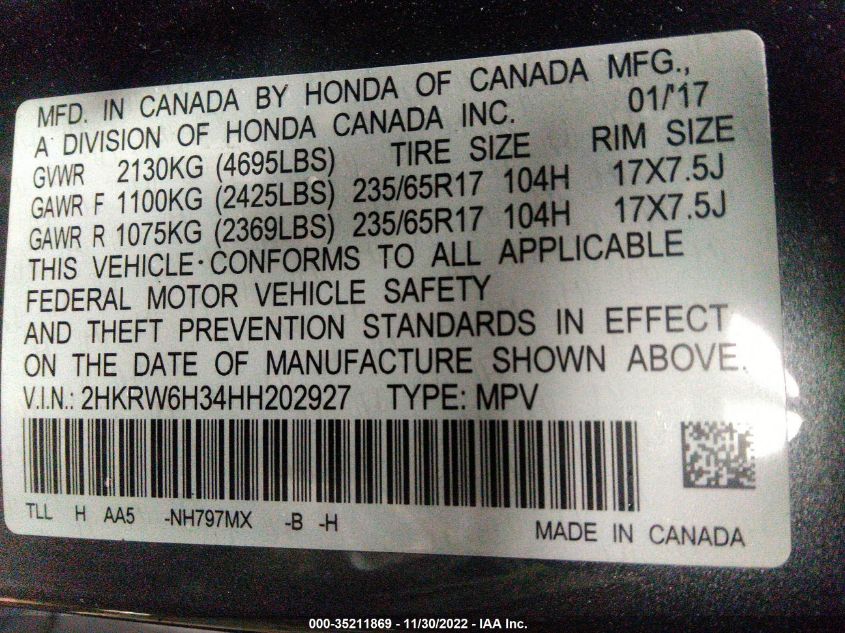 MFD. IN CANADA BY HONDA OF CANADA MFG.,
A DIVISION OF HONDA CANADA INC. 01/'17
GVWR 2130KG (4695LBS) TIRE SIZE RIM SIZE
GAWR F 1100KG (2425LBS) 235/65R17 104H 17X7.5J
GAWR R 1075KG (2369LBS) 235/65R17 104H 17X7.5J
THIS VEHICLE CONFORMS TO ALL APPLICABLE
FEDERAL MOTOR VEHICLE SAFETY
AND THEFT PREVENTION STANDARDS IN EFFECT
ON THE DATE OF MANUFACTURE SHOWN ABOVE.
V.I.N.: 2HKRW6H34HH202927 TYPE: MPV
TLL H AA5 -NH797MX -B -H
MADE IN CANADA
000-35211869 - 11/30/2022 - IAA Inc.